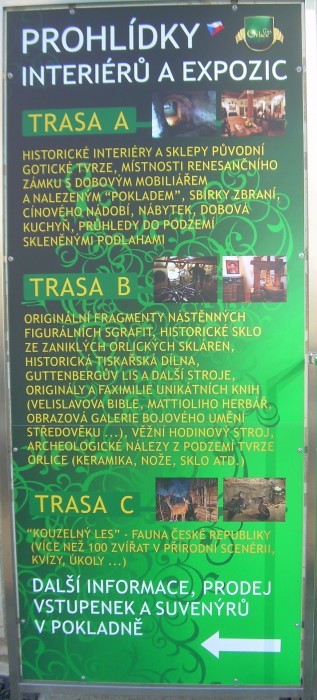 PROHLÍDKY
INTERIÉRŮ A EXPOZIC
TRASA A
HISTORICKÉ INTERIÉRY A SKLEPY PŮVODNÍ
GOTICKÉ TVRZE, MÍSTNOSTI RENESANČNÍHO
ZÁMKU S DOBOVÝM MOBILIÁŘEM
A NALEZENÝM "POKLADEM", SBÍRKY ZBRANÍ,
CÍNOVÉHO NÁDOBÍ, NÁBYTEK, DOBOVÁ
KUCHYŇ, PRŮHLEDY DO PODZEMÍ
SKLENĚNÝMI PODLAHAMI
TRASA B
ORIGINÁLNÍ FRAGMENTY NÁSTĚNNÝCH
FIGURÁLNÍCH SGRAFIT, HISTORICKÉ SKLO
ZE ZANIKLÝCH ORLICKÝCH SKLÁREN,
HISTORICKÁ TISKAŘSKÁ DÍLNA,
GUTTENBERGŮV LIS A DALŠÍ STROJE,
ORIGINÁLY A FAXIMILIE UNIKÁTNÍCH KNIH
(VELISLAVOVA BIBLE, MATTIOLIHO HERBÁŘ,
OBRAZOVÁ GALERIE BOJOVÉHO UMĚNÍ
STŘEDOVĚKU ...), VĚŽNÍ HODINOVÝ STROJ,
ARCHEOLOGICKÉ NÁLEZY Z PODZEMÍ TVRZE
ORLICE (KERAMIKA, NOŽE, SKLO ATD.)
TRASA C
"KOUZELNÝ LES" - FAUNA ČESKÉ REPUBLIKY
(VÍCE NEŽ 100 ZVÍŘAT V PŘÍRODNÍ SCENÉRII,
KVÍZY, ÚKOLY ...)
DALŠÍ INFORMACE, PRODEJ
VSTUPENEK A SUVENÝRŮ
V POKLADNĚ